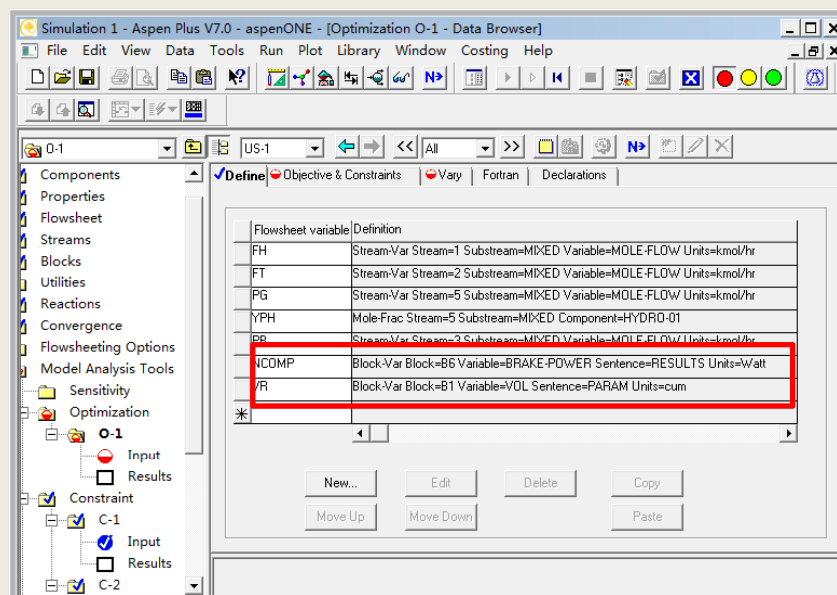 Simulation 1 - Aspen Plus V7.0 - aspenONE - [Optimization O-1 - Data Browser]
File Edit View Data Tools Run Plot Library Window Costing Help
N>
O-1 US-1 << All >> N>
Components
Properties
Flowsheet
Streams
Blocks
Utilities
Reactions
Convergence
Flowsheeting Options
Model Analysis Tools
Sensitivity
Optimization
O-1
Input
Results
Constraint
C-1
Input
Results
C-2
Define Objective & Constraints Vary Fortran Declarations
Flowsheet variable Definition
FH Stream-Var Stream=1 Substream=MIXED Variable=MOLE-FLOW Units=kmol/hr
FT Stream-Var Stream=2 Substream=MIXED Variable=MOLE-FLOW Units=kmol/hr
PG Stream-Var Stream=5 Substream=MIXED Variable=MOLE-FLOW Units=kmol/hr
YPH Mole-Frac Stream=5 Substream=MIXED Component=HYDRO-01
PB Stream-Var Stream=3 Substream=MIXED Variable=MOLE-FLOW Units=kmol/hr
NCOMP Block-Var Block=B6 Variable=BRAKE-POWER Sentence=RESULTS Units=Watt
VR Block-Var Block=B1 Variable=VOL Sentence=PARAM Units=cum
New... Edit Delete Copy
Move Up Move Down Paste